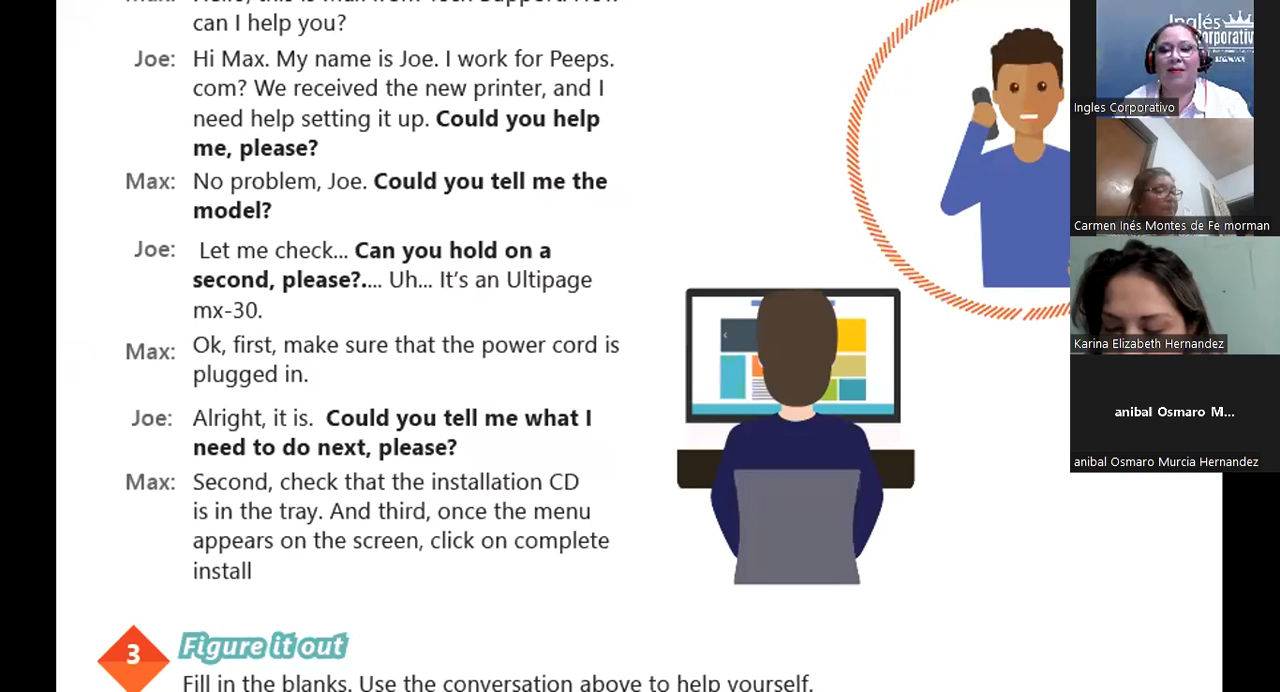 can I help you?
Joe: Hi Max. My name is Joe. I work for Peeps.
com? We received the new printer, and I
need help setting it up. Could you help
me, please?
Max: No problem, Joe. Could you tell me the
model?
Joe: Let me check... Can you hold on a
second, please?.... Uh... It's an Ultipage
mx-30.
Max: Ok, first, make sure that the power cord is
plugged in.
Joe: Alright, it is. Could you tell me what I
need to do next, please?
Max: Second, check that the installation CD
is in the tray. And third, once the menu
appears on the screen, click on complete
install
3 Figure it out
Fill in the blanks. Use the conversation above to help yourself.
Inglés
Ingles Corporativo
Carmen Inés Montes de Fe morman
Karina Elizabeth Hernandez
anibal Osmaro M...
anibal Osmaro Murcia Hernandez